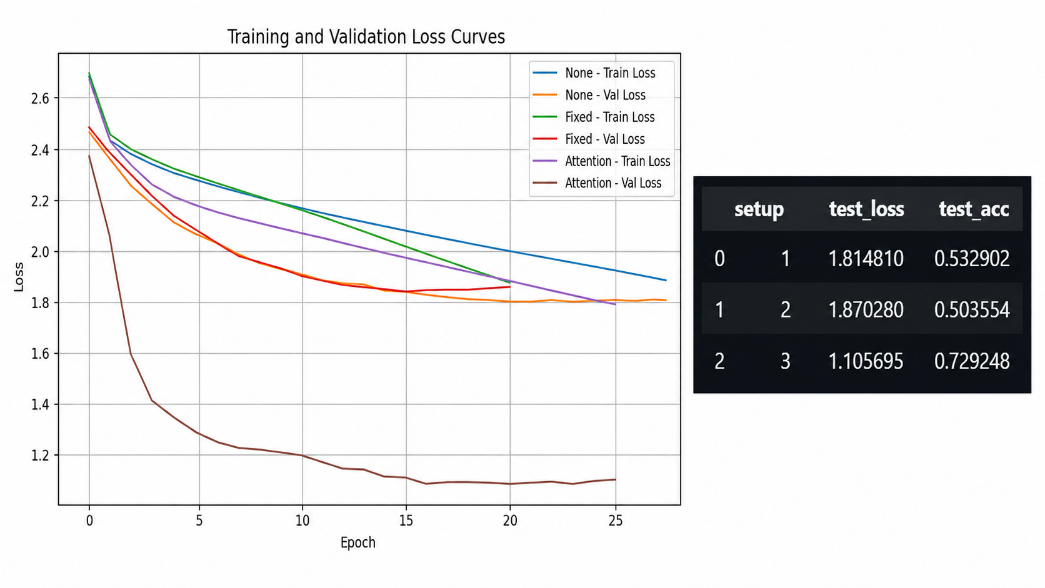 Training and Validation Loss Curves
Loss
2.6
2.4
2.2
2.0
1.8
1.6
1.4
1.2
0 5 10 15 20 25
Epoch
None - Train Loss
None - Val Loss
Fixed - Train Loss
Fixed - Val Loss
Attention - Train Loss
Attention - Val Loss
setup test_loss test_acc
0 1 1.814810 0.532902
1 2 1.870280 0.503554
2 3 1.105695 0.729248